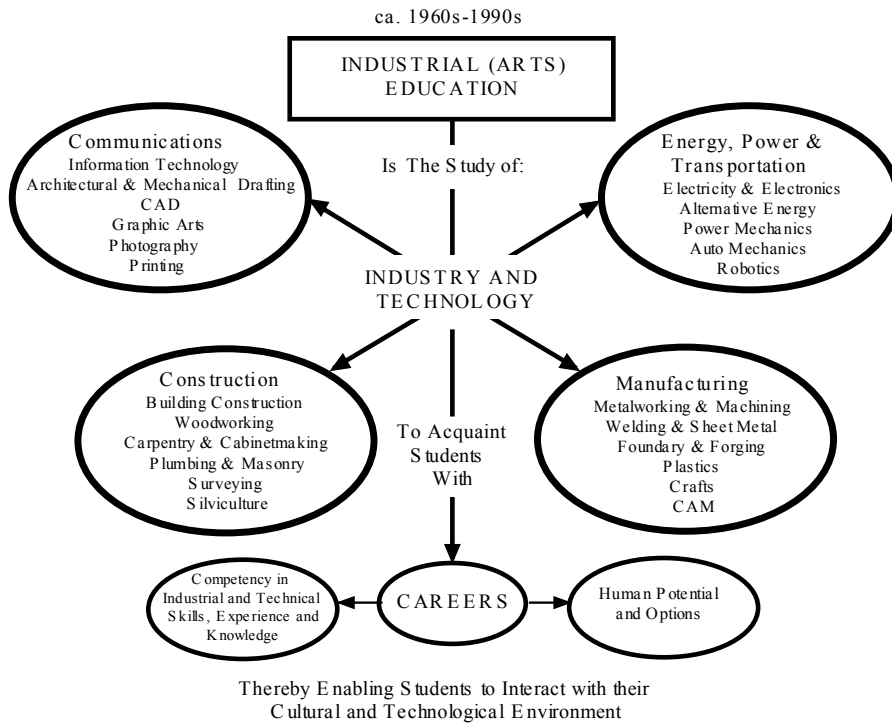 ca. 1960s-1990s
INDUSTRIAL (ARTS)
EDUCATION
Communications
Information Technology
Architectural & Mechanical Drafting
CAD
Graphic Arts
Photography
Printing
Is The Study of:
Energy, Power &
Transportation
Electricity & Electronics
Alternative Energy
Power Mechanics
Auto Mechanics
Robotics
INDUSTRY AND
TECHNOLOGY
Construction
Building Construction
Woodworking
Carpentry & Cabinetmaking
Plumbing & Masonry
Surveying
Silviculture
To Acquaint
Students
With
Manufacturing
Metalworking & Machining
Welding & Sheet Metal
Foundary & Forging
Plastics
Crafts
CAM
Competency in
Industrial and Technical
Skills, Experience and
Knowledge
CAREERS
Human Potential
and Options
Thereby Enabling Students to Interact with their
Cultural and Technological Environment